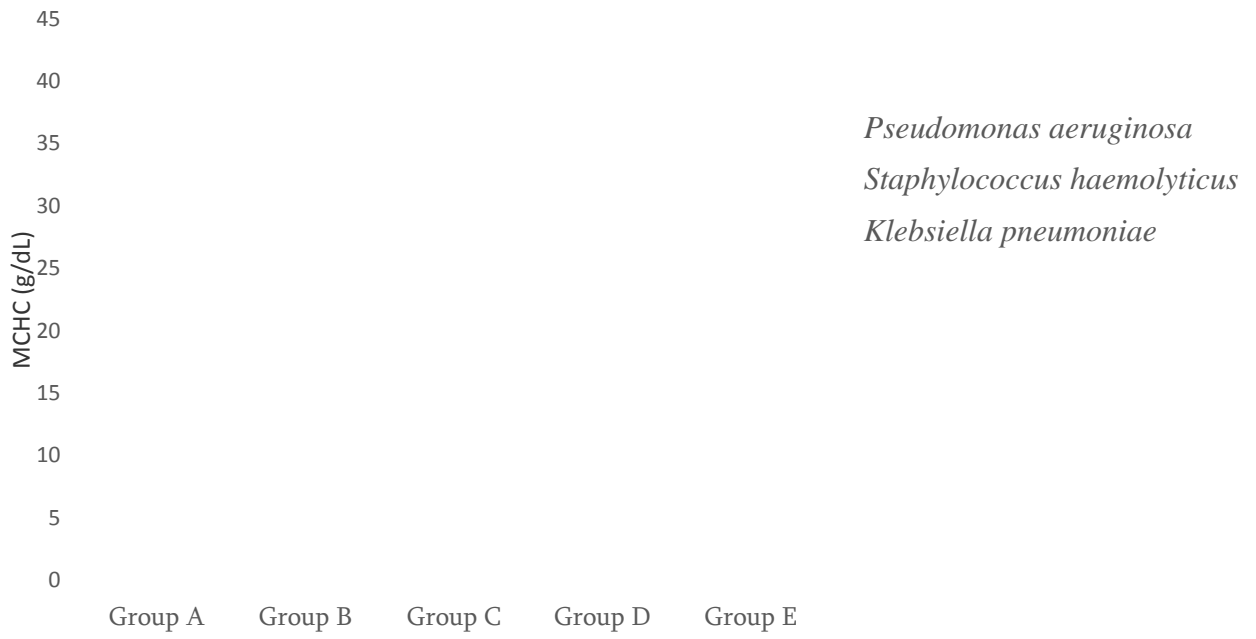 45
40
35
30
25
20
15
10
5
0
MCHC (g/dL)
Group A Group B Group C Group D Group E
Pseudomonas aeruginosa
Staphylococcus haemolyticus
Klebsiella pneumoniae